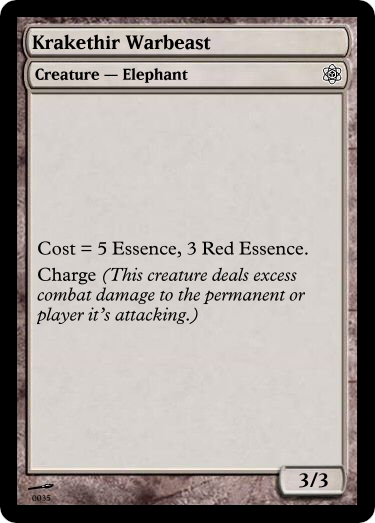 Krakethir Warbeast
Creature — Elephant
Cost = 5 Essence, 3 Red Essence.
Charge (This creature deals excess
combat damage to the permanent or
player it's attacking.)
3/3
0035